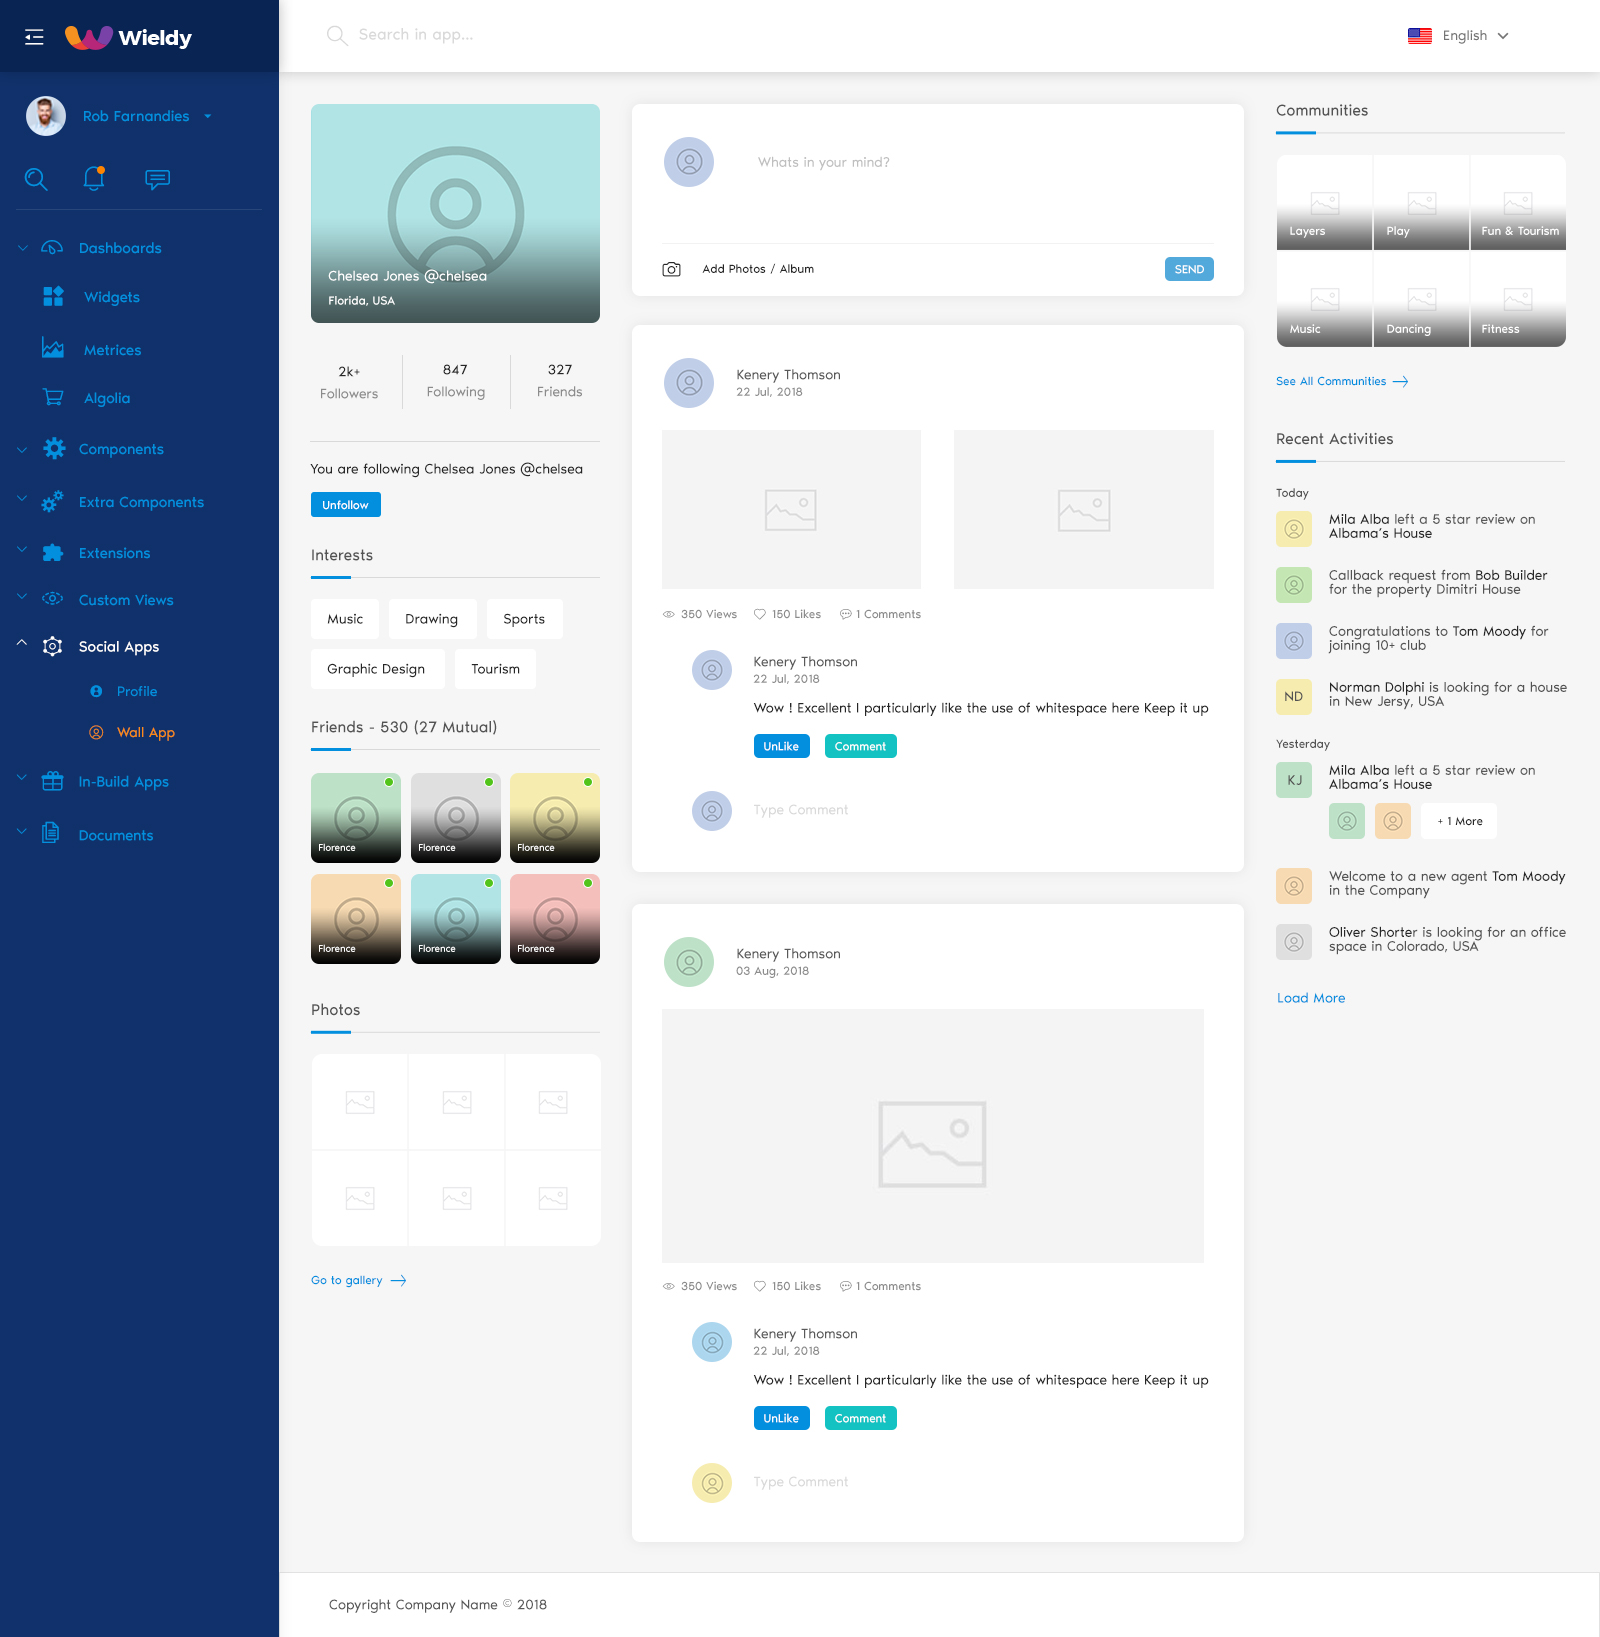 Wieldy
Search in app...
English
Rob Farnandies
Dashboards
Widgets
Metrices
Algolia
Components
Extra Components
Extensions
Custom Views
Social Apps
Profile
Wall App
In-Build Apps
Documents
Chelsea Jones @chelsea
Florida, USA
2k+
Followers
847
Following
327
Friends
You are following Chelsea Jones @chelsea
Unfollow
Interests
Music
Drawing
Sports
Graphic Design
Tourism
Friends - 530 (27 Mutual)
Florence
Florence
Florence
Florence
Florence
Florence
Photos
Go to gallery
Whats in your mind?
Add Photos / Album
SEND
Kenery Thomson
22 Jul, 2018
350 Views
150 Likes
1 Comments
Kenery Thomson
22 Jul, 2018
Wow ! Excellent I particularly like the use of whitespace here Keep it up
UnLike
Comment
Type Comment
Kenery Thomson
03 Aug, 2018
350 Views
150 Likes
1 Comments
Kenery Thomson
22 Jul, 2018
Wow ! Excellent I particularly like the use of whitespace here Keep it up
UnLike
Comment
Type Comment
Communities
Layers
Play
Fun & Tourism
Music
Dancing
Fitness
See All Communities
Recent Activities
Today
Mila Alba left a 5 star review on
Albama's House
Callback request from Bob Builder
for the property Dimitri House
Congratulations to Tom Moody for
joining 10+ club
ND
Norman Dolphi is looking for a house
in New Jersy, USA
Yesterday
KJ
Mila Alba left a 5 star review on
Albama's House
+ 1 More
Welcome to a new agent Tom Moody
in the Company
Oliver Shorter is looking for an office
space in Colorado, USA
Load More
Copyright Company Name © 2018